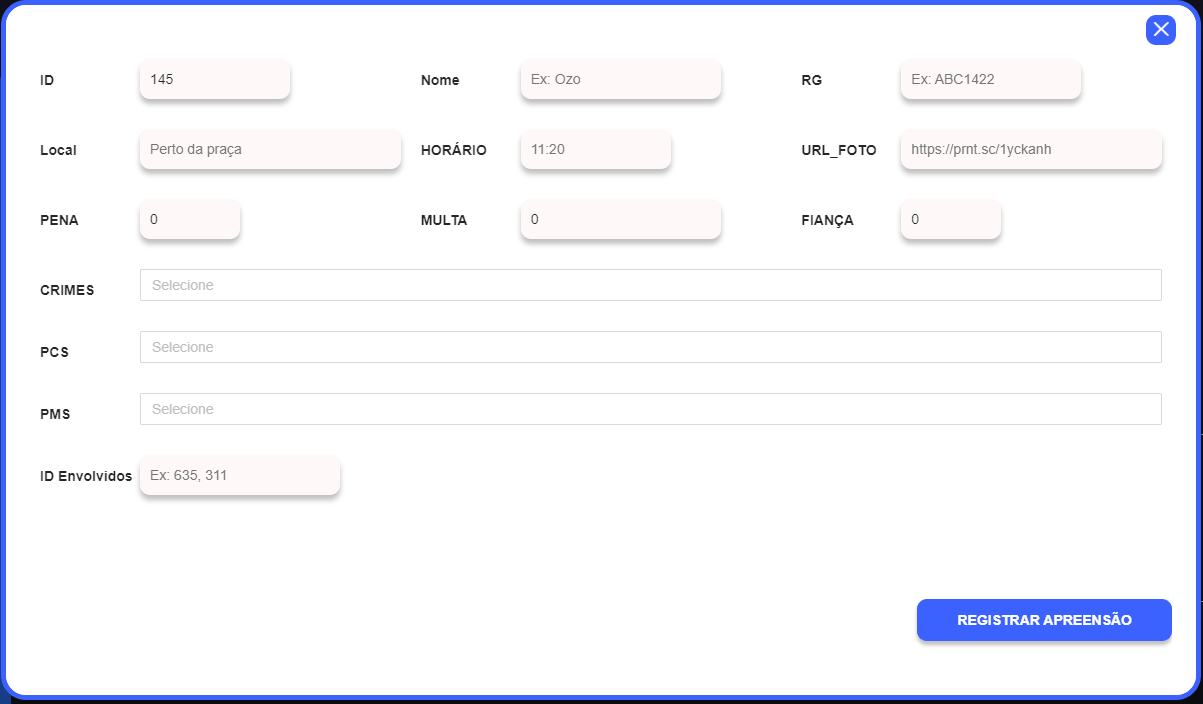 ID 145 Nome Ex: Ozo RG Ex: ABC1422
Local Perto da praça HORÁRIO 11:20 URL_FOTO https://prnt.sc/1yckanh
PENA 0 MULTA 0 FIANÇA 0
CRIMES Selecione
PCS Selecione
PMS Selecione
ID Envolvidos Ex: 635, 311
REGISTRAR APREENSÃO